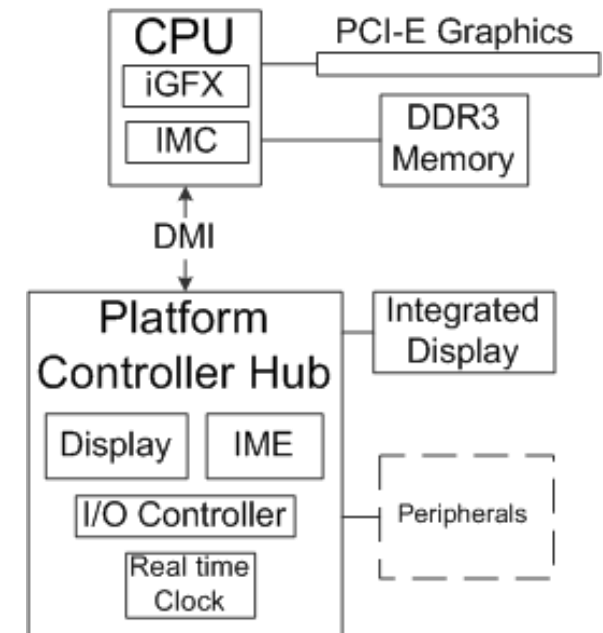 CPU
iGFX
IMC
PCI-E Graphics
DDR3
Memory
DMI
Platform
Controller Hub
Display
IME
I/O Controller
Real time
Clock
Integrated
Display
Peripherals